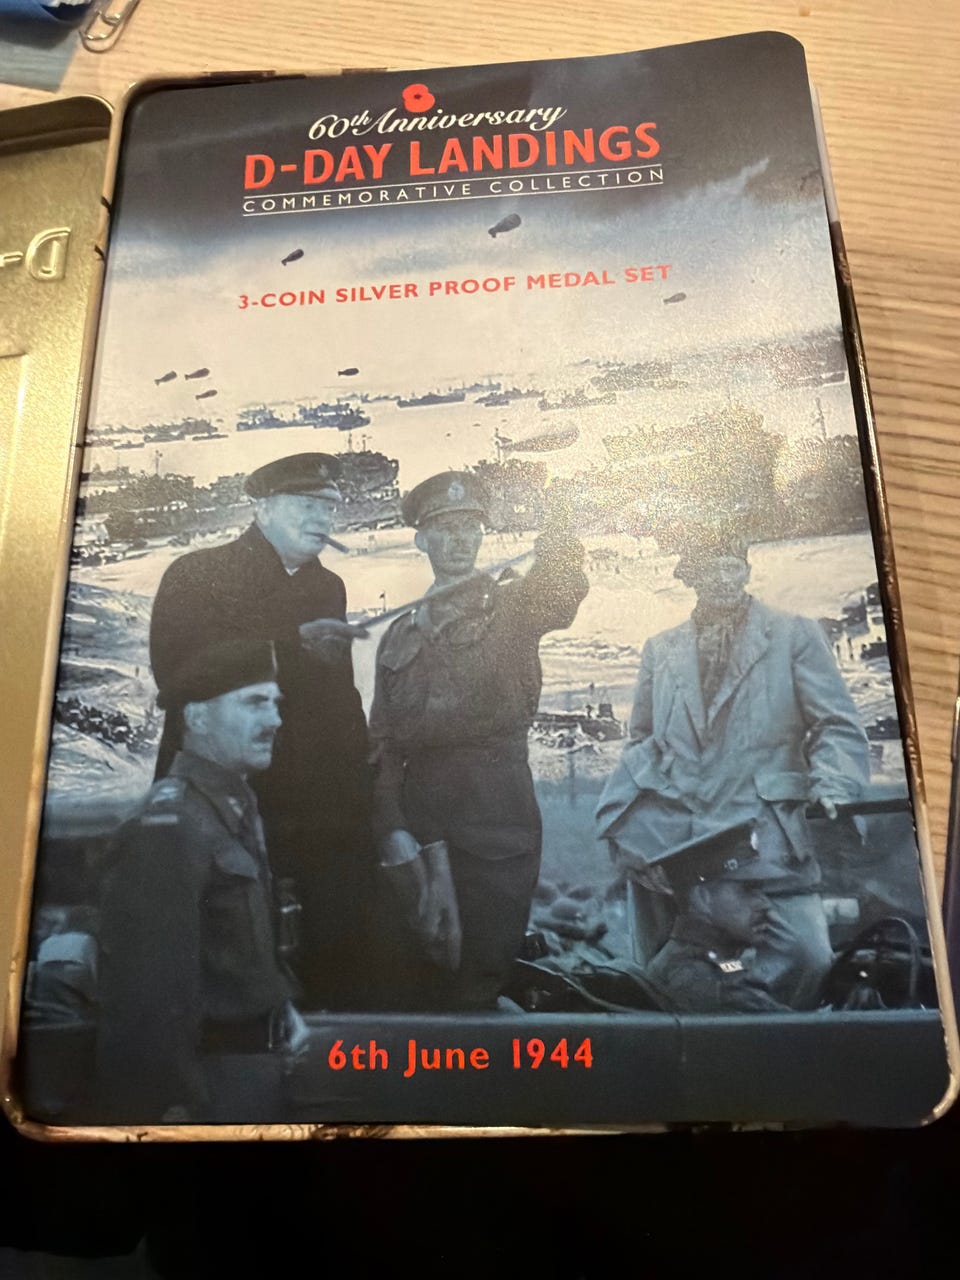 60th Anniversary
D-DAY LANDINGS
COMMEMORATIVE COLLECTION
3-COIN SILVER PROOF MEDAL SET
6th June 1944